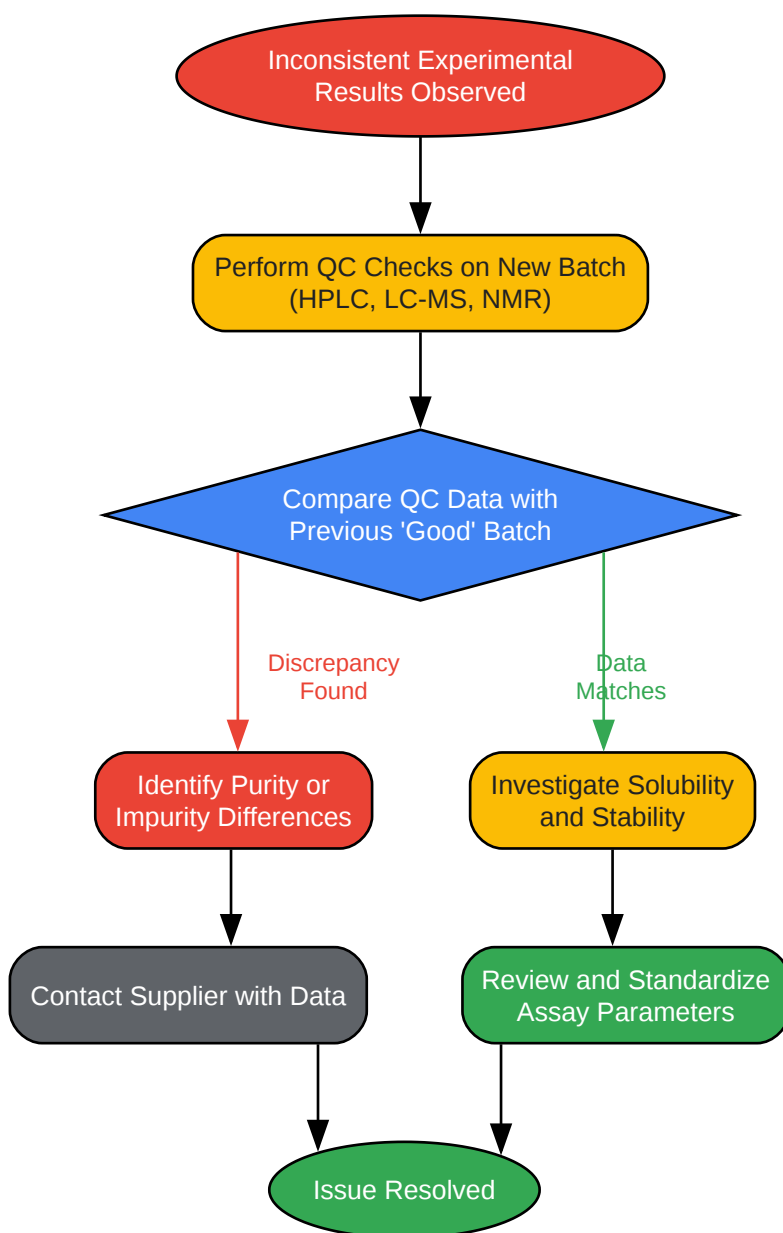 Inconsistent Experimental
Results Observed
Perform QC Checks on New Batch
(HPLC, LC-MS, NMR)
Compare QC Data with
Previous 'Good' Batch
Discrepancy
Found
Data
Matches
Identify Purity or
Impurity Differences
Investigate Solubility
and Stability
Contact Supplier with Data
Review and Standardize
Assay Parameters
Issue Resolved